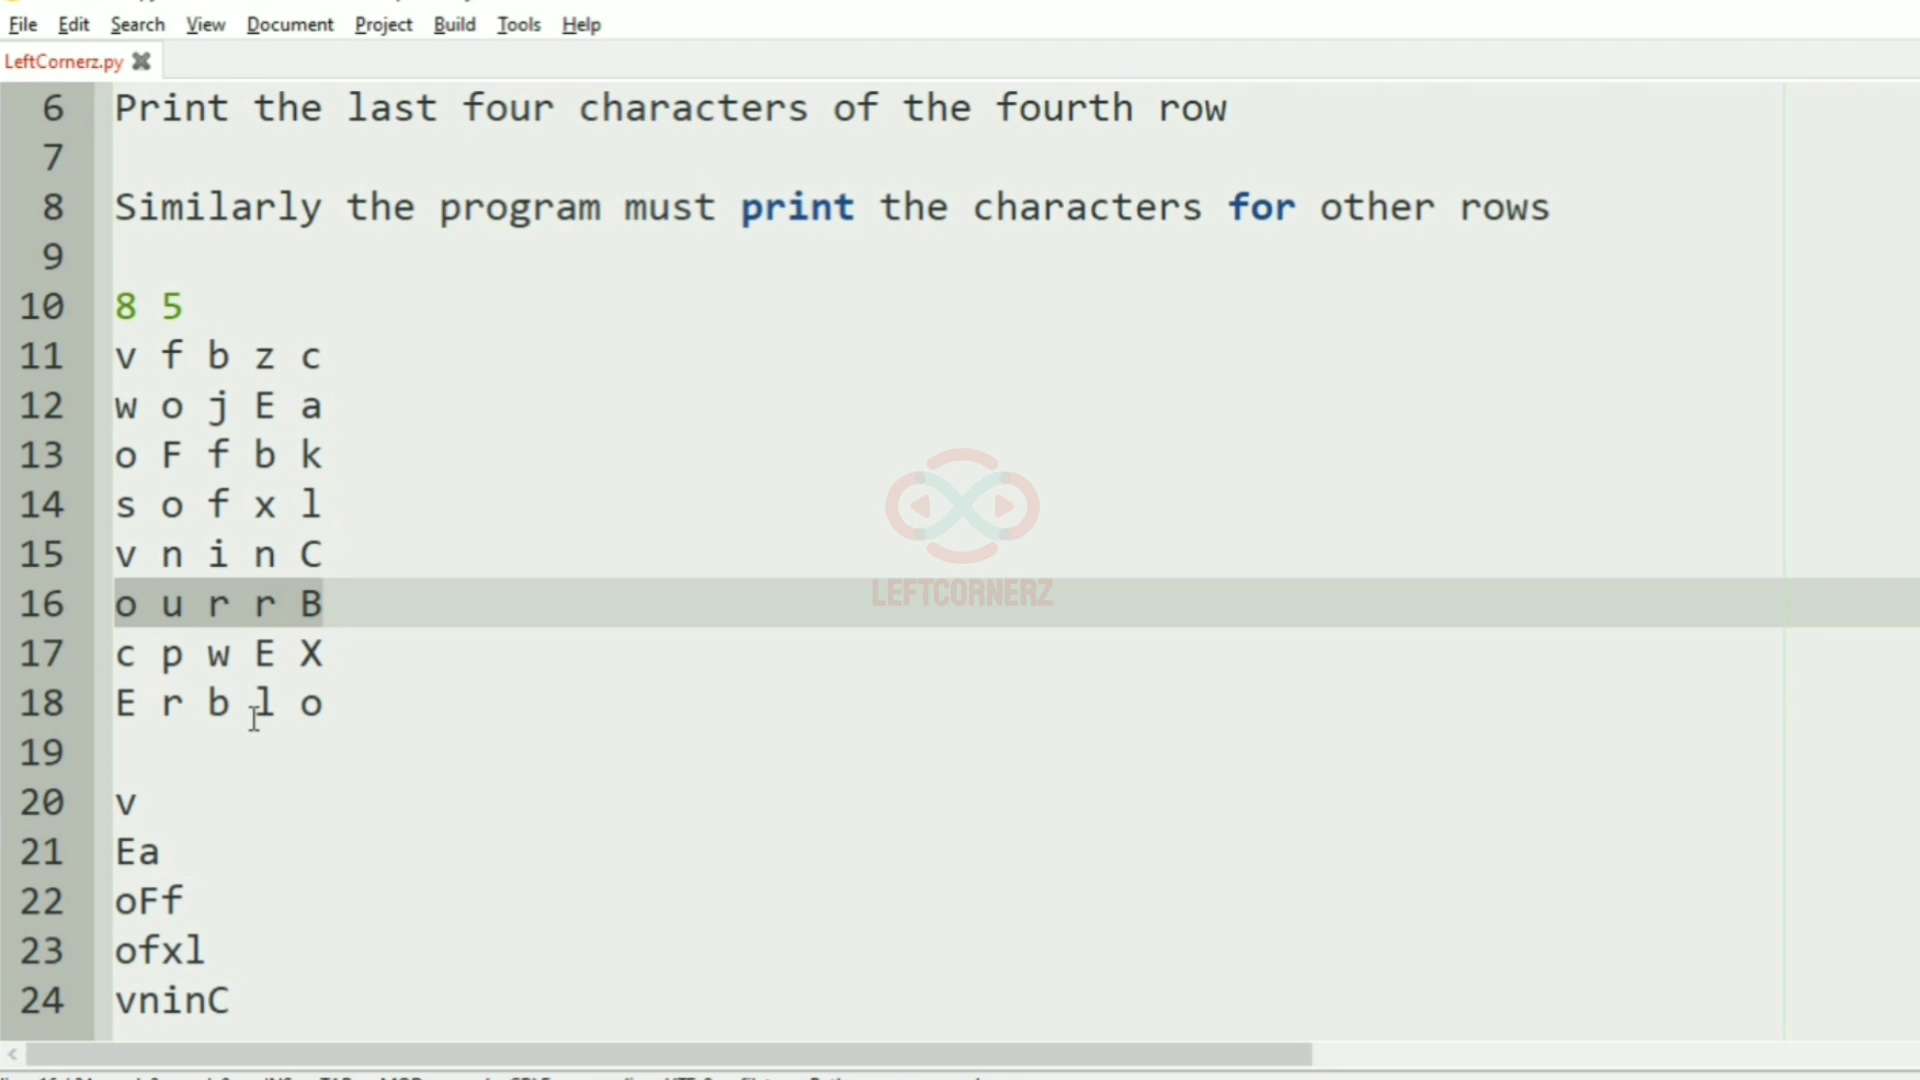 File Edit Search View Document Project Build Tools Help
LeftCornerz.py
6 Print the last four characters of the fourth row
7
8 Similarly the program must print the characters for other rows
9
10 8 5
11 v f b z c
12 w o j E a
13 o F f b k
14 s o f x l
15 v n i n C
16 o u r r B
17 c p w E X
18 E r b l o
19
20 v
21 Ea
22 oFf
23 ofxl
24 vninC
LEFTCORNERZ